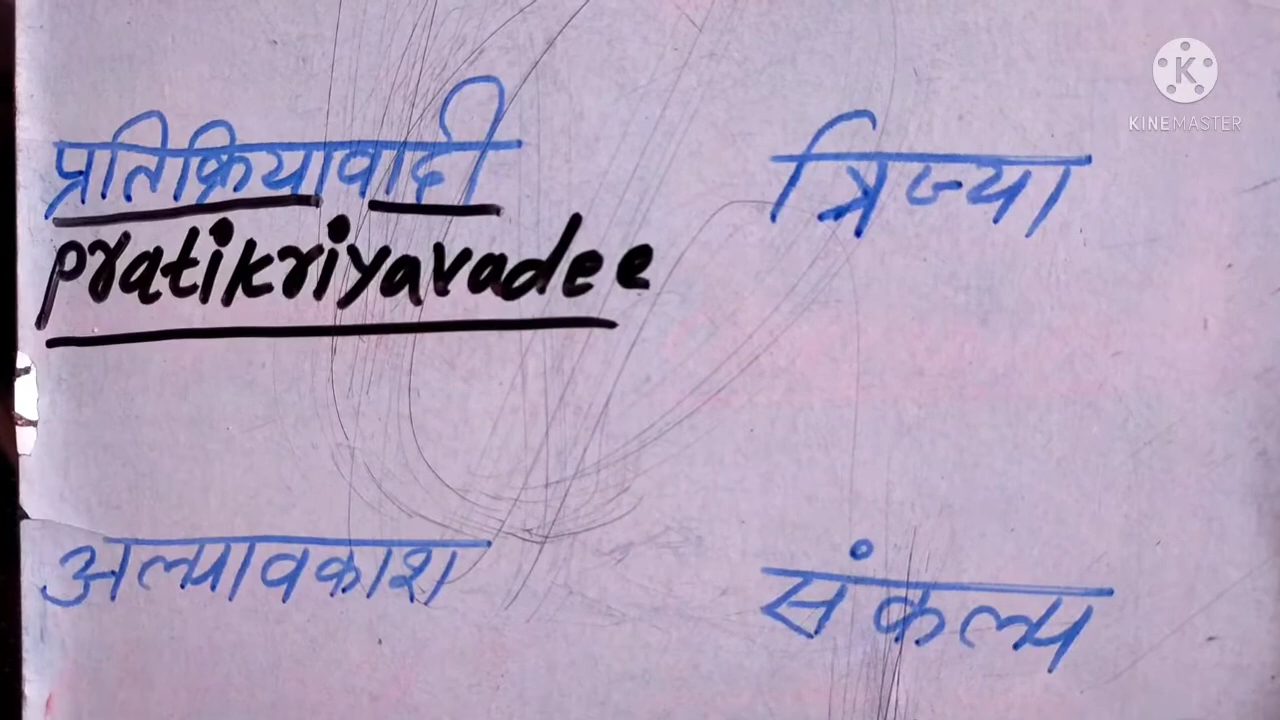 प्रतिक्रियावादी
pratikriyavadee
त्रिज्या
अल्पावकाश
संकल्प
K
KINEMASTER